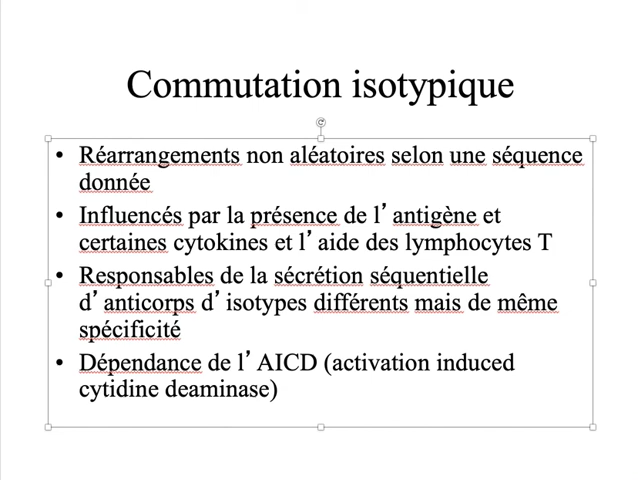 Commutation isotypique
• Réarrangements non aléatoires selon une séquence
donnée
• Influencés par la présence de l’antigène et
certaines cytokines et l’aide des lymphocytes T
• Responsables de la sécrétion séquentielle
d’anticorps d’isotypes différents mais de même
spécificité
• Dépendance de l’AICD (activation induced
cytidine deaminase)